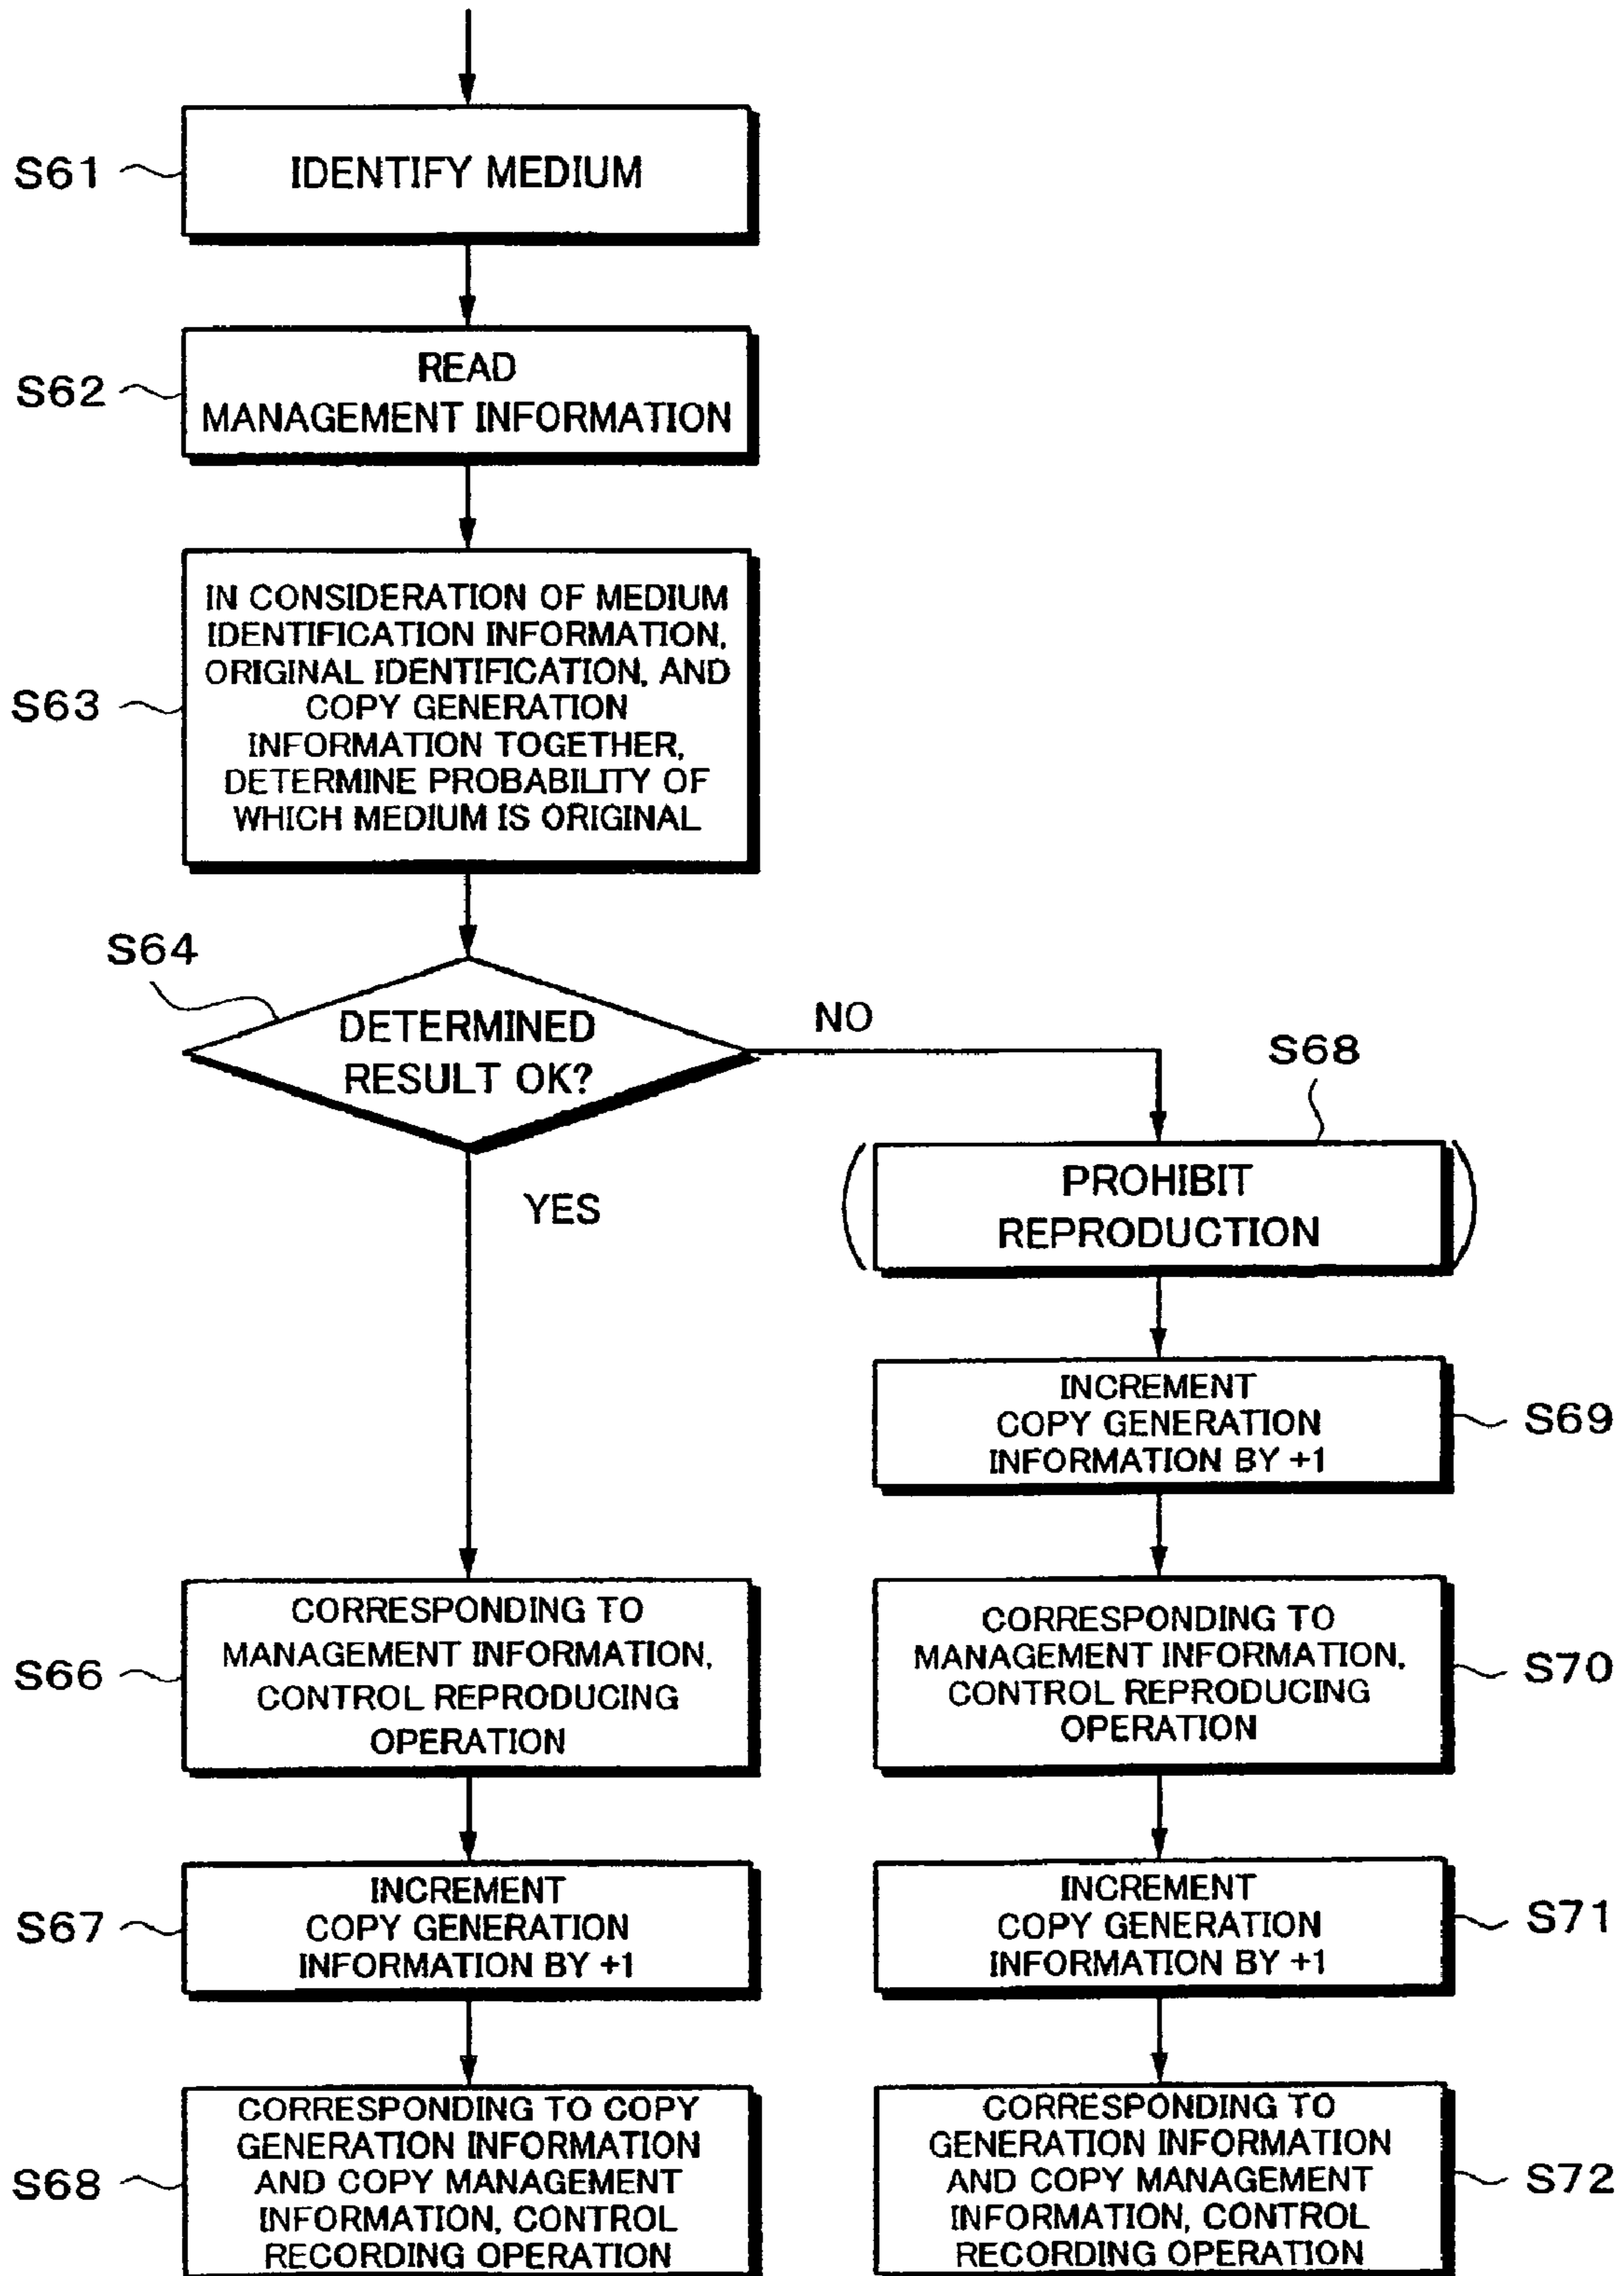 S61
IDENTIFY MEDIUM
S62
READ
MANAGEMENT INFORMATION
S63
IN CONSIDERATION OF MEDIUM
IDENTIFICATION INFORMATION,
ORIGINAL IDENTIFICATION, AND
COPY GENERATION
INFORMATION TOGETHER,
DETERMINE PROBABILITY OF
WHICH MEDIUM IS ORIGINAL
S64
DETERMINED
RESULT OK?
NO
YES
S68
PROHIBIT
REPRODUCTION
INCREMENT
COPY GENERATION
INFORMATION BY +1
S69
S66
CORRESPONDING TO
MANAGEMENT INFORMATION,
CONTROL REPRODUCING
OPERATION
CORRESPONDING TO
MANAGEMENT INFORMATION,
CONTROL REPRODUCING
OPERATION
S70
S67
INCREMENT
COPY GENERATION
INFORMATION BY +1
INCREMENT
COPY GENERATION
INFORMATION BY +1
S71
S68
CORRESPONDING TO COPY
GENERATION INFORMATION
AND COPY MANAGEMENT
INFORMATION, CONTROL
RECORDING OPERATION
CORRESPONDING TO
GENERATION INFORMATION
AND COPY MANAGEMENT
INFORMATION, CONTROL
RECORDING OPERATION
S72